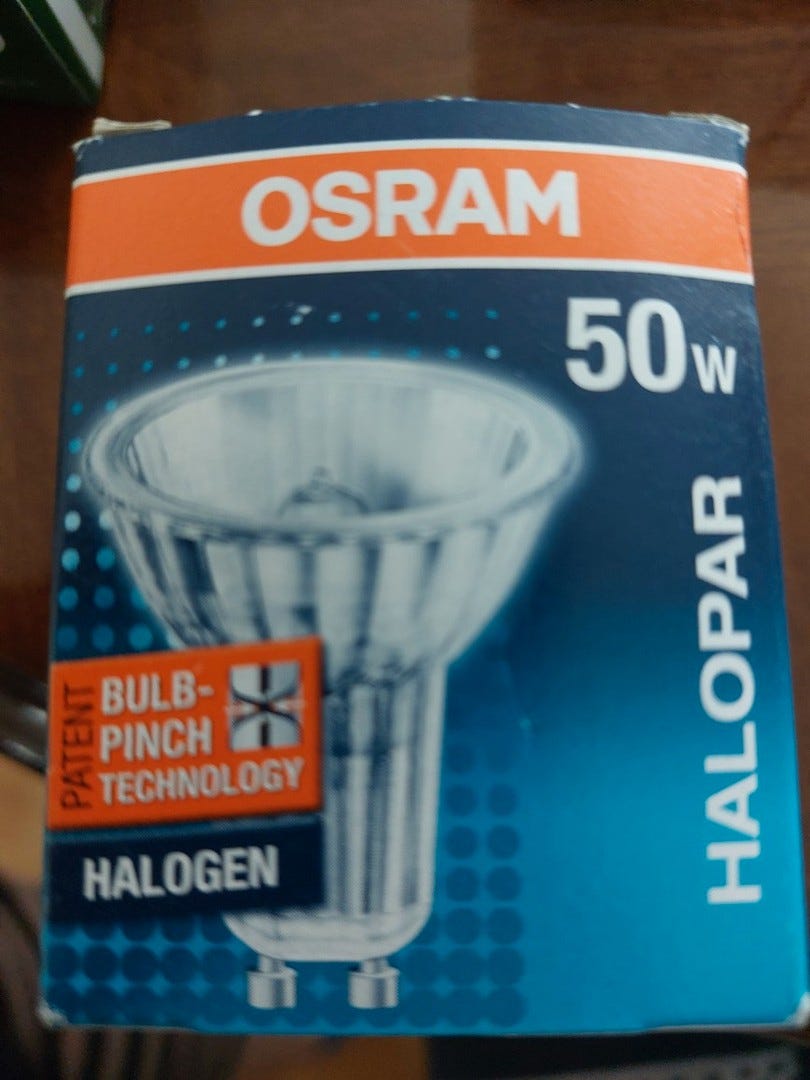 OSRAM
50W
HALOPAR
PATENT
BULB-
PINCH
TECHNOLOGY
HALOGEN